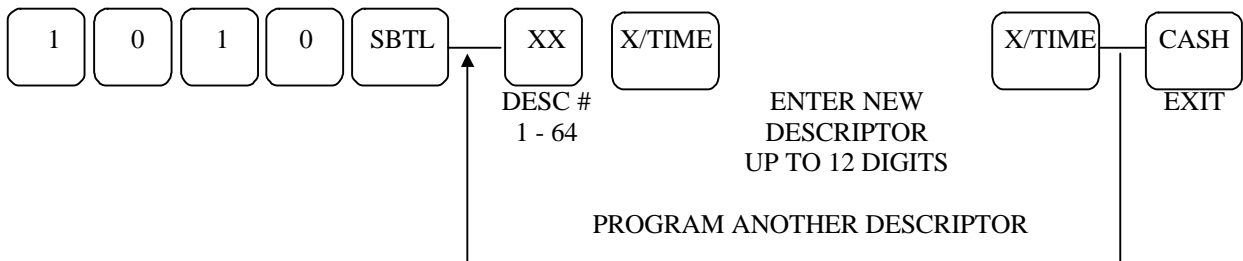 1 0 1 0 SBTL XX X/TIME X/TIME CASH
DESC # ENTER NEW EXIT
1 - 64 DESCRIPTOR
UP TO 12 DIGITS
PROGRAM ANOTHER DESCRIPTOR